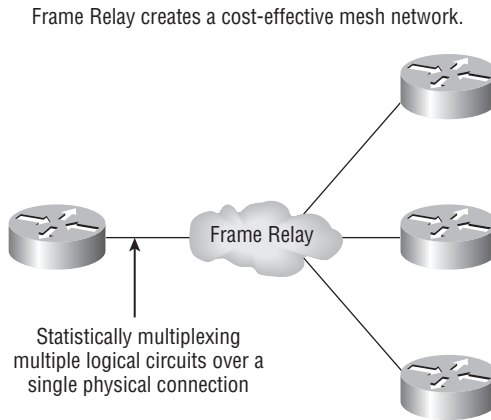 Frame Relay creates a cost-effective mesh network.
Frame Relay
Statistically multiplexing
multiple logical circuits over a
single physical connection